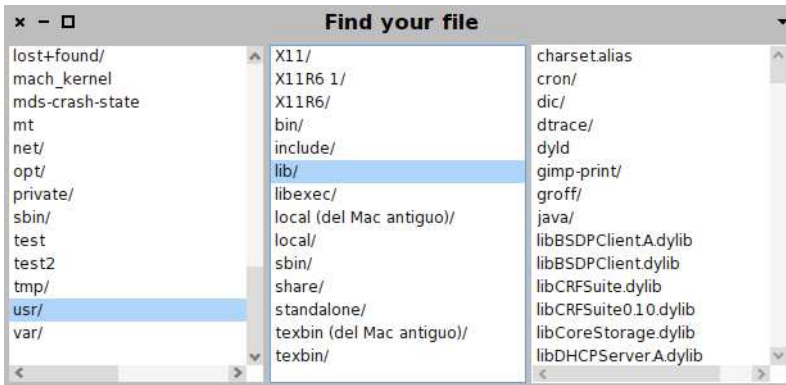 Find your file
lost+found/
mach_kernel
mds-crash-state
mt
net/
opt/
private/
sbin/
test
test2
tmp/
usr/
var/
X11/
X11R6 1/
X11R6/
bin/
include/
lib/
libexec/
local (del Mac antiguo)/
local/
sbin/
share/
standalone/
texbin (del Mac antiguo)/
texbin/
charset.alias
cron/
dic/
dtrace/
dyld
gimp-print/
groff/
java/
libBSDPClient.A.dylib
libBSDPClient.dylib
libCRFSuite.dylib
libCRFSuite0.10.dylib
libCoreStorage.dylib
libDHCPServer.A.dylib